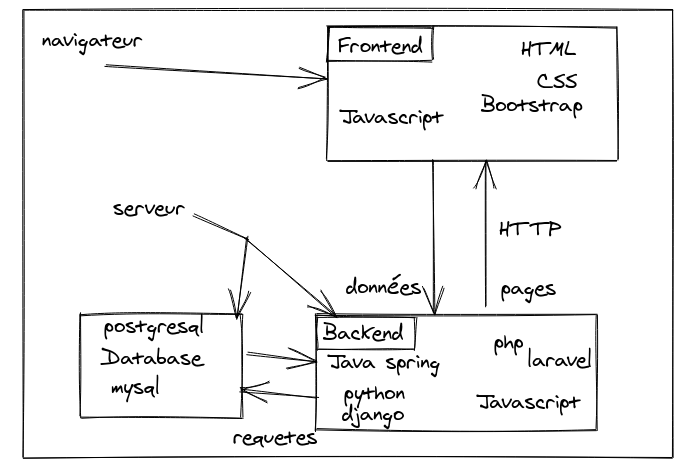 navigateur
Frontend
HTML
CSS
Bootstrap
Javascript
serveur
HTTP
données
pages
postgresql
Database
mysql
Backend
Java spring
python
django
php
laravel
Javascript
requetes